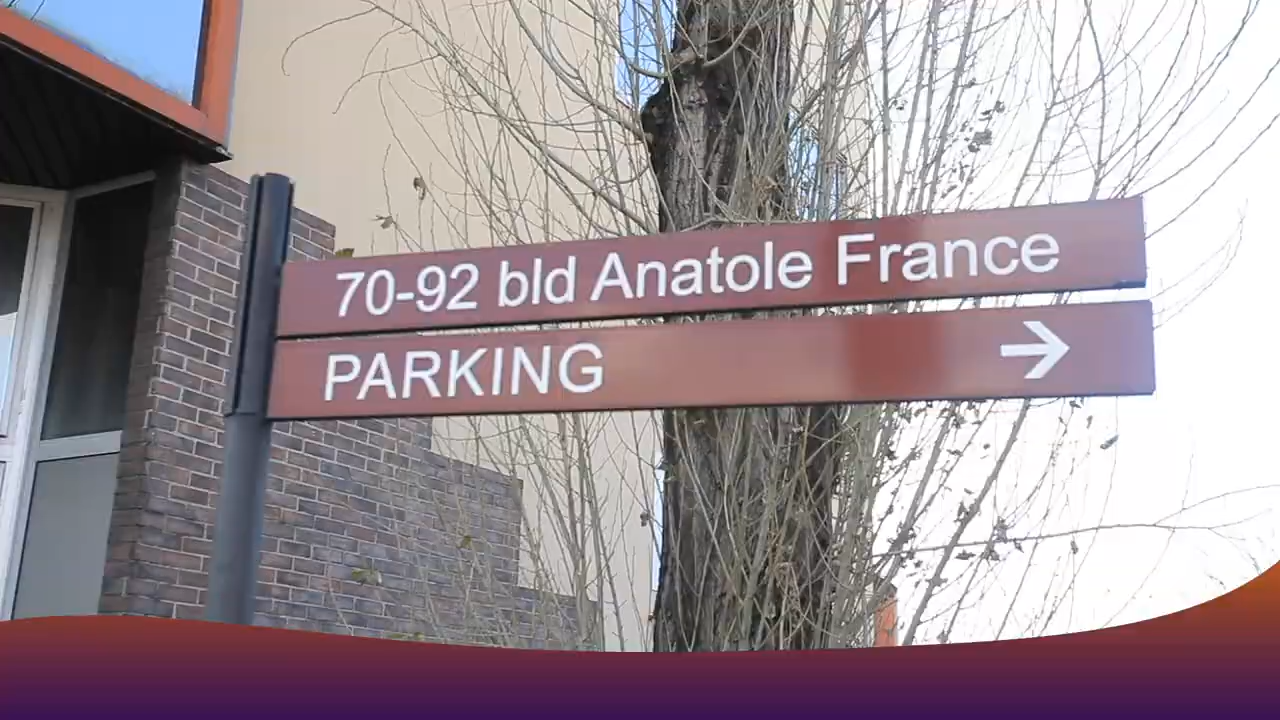 70-92 bld Anatole France
PARKING →